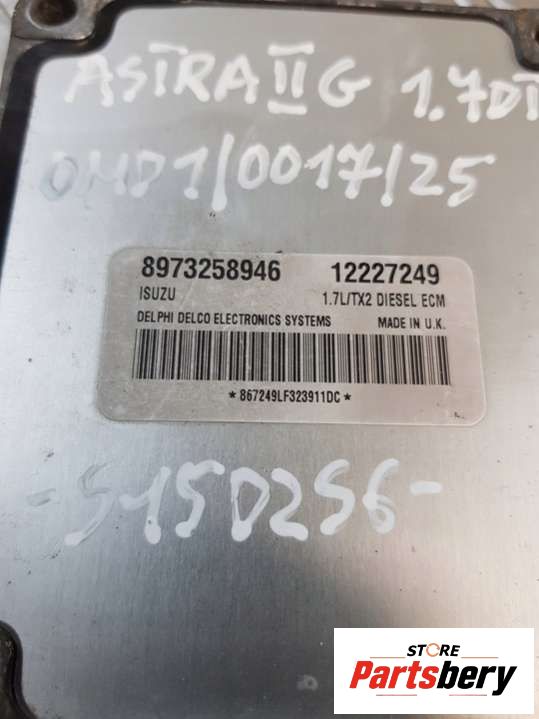 ASTRA II G 1.7DT
OMD1/0017/25
8973258946 12227249
ISUZU 1.7L/TX2 DIESEL ECM
DELPHI DELCO ELECTRONICS SYSTEMS MADE IN U.K.
*867249LF323911DC*
-S15D2S6-
STORE
Partsbery